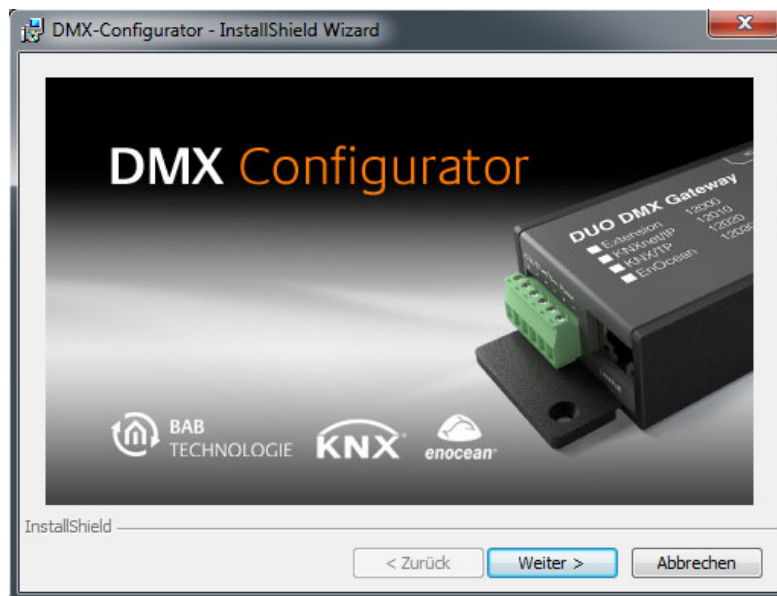 DMX-Configurator - InstallShield Wizard
DMX Configurator
DUO DMX Gateway
Extension 12000
KNXnet/IP 12010
KNX/TP 12020
EnOcean 12030
BAB
TECHNOLOGIE
KNX®
enocean®
InstallShield
< Zurück
Weiter >
Abbrechen